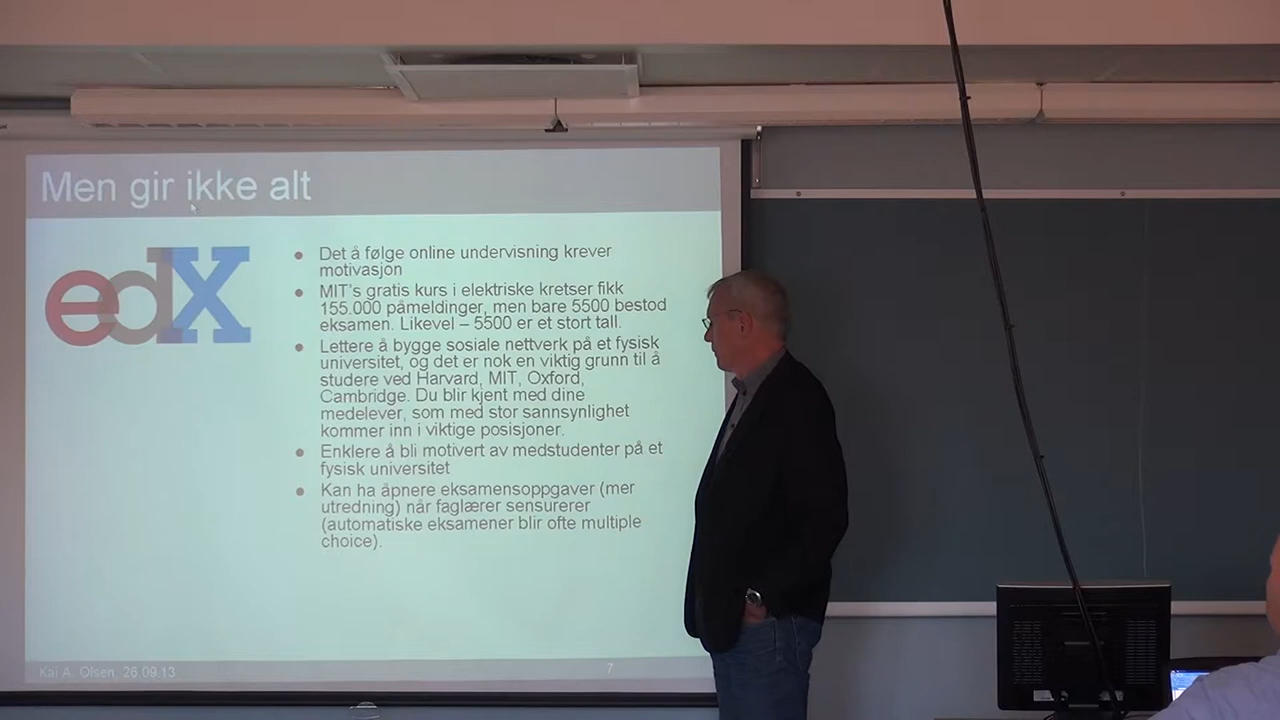 Men gir ikke alt
edX
● Det å følge online undervisning krever
motivasjon
● MIT's gratis kurs i elektriske kretser fikk
155.000 påmeldinger, men bare 5500 bestod
eksamen. Likevel – 5500 er et stort tall.
● Lettere å bygge sosiale nettverk på et fysisk
universitet, og det er nok en viktig grunn til å
studere ved Harvard, MIT, Oxford,
Cambridge. Du blir kjent med dine
medelever, som med stor sannsynlighet
kommer inn i viktige posisjoner.
● Enklere å bli motivert av medstudenter på et
fysisk universitet
● Kan ha åpnere eksamensoppgaver (mer
utredning) når faglærer sensurerer
(automatiske eksamener blir ofte multiple
choice).
Kai A. Olsen, 26.09.13
7